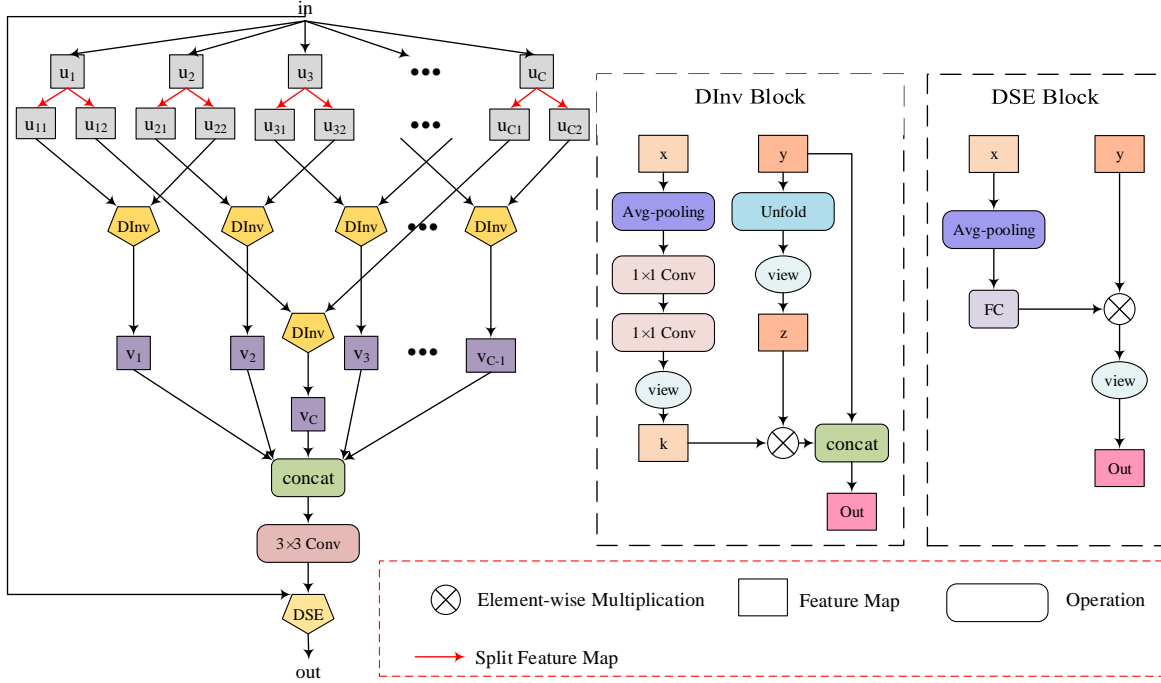 in
u1 u2 u3 ••• uC
u11 u12 u21 u22 u31 u32 ••• uC1 uC2
DInv DInv DInv ••• DInv
DInv
v1 v2 v3 ••• vC-1
vC
concat
3×3 Conv
DSE
out
DInv Block
x y
Avg-pooling Unfold
1×1 Conv view
1×1 Conv z
view
k concat
Out
DSE Block
x y
Avg-pooling
FC
view
Out
Element-wise Multiplication Feature Map Operation
Split Feature Map